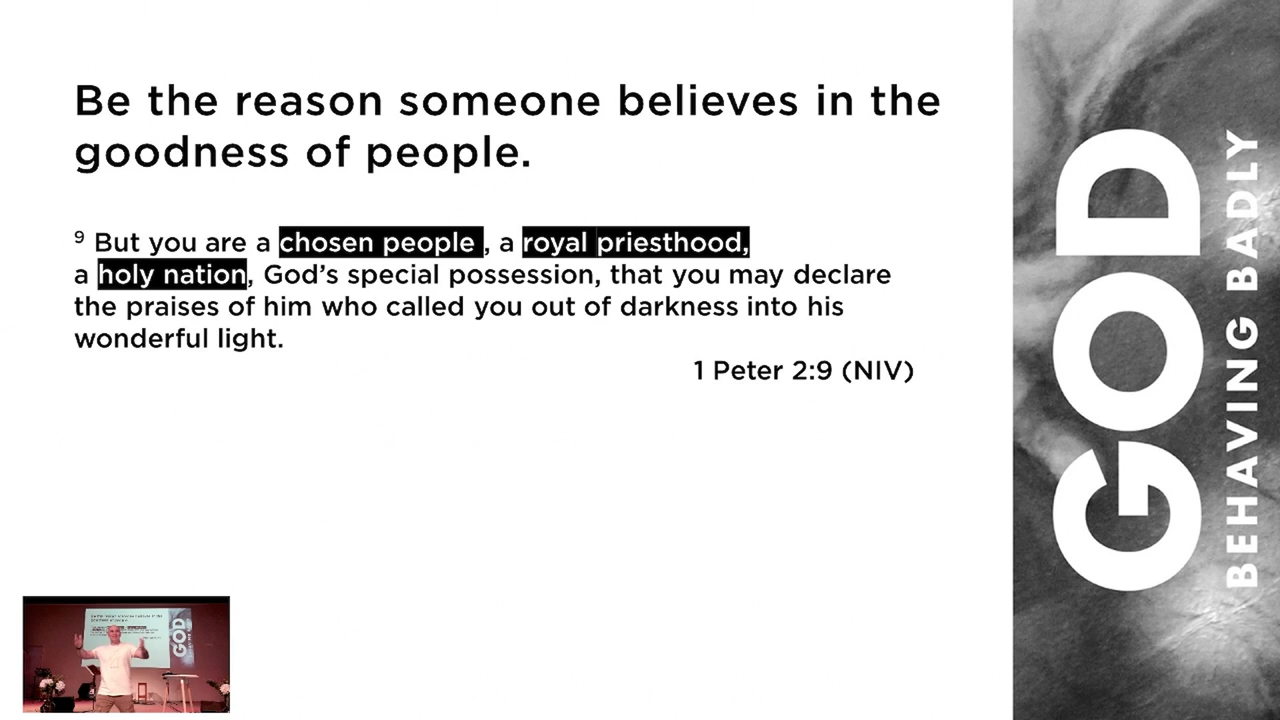 Be the reason someone believes in the
goodness of people.
9 But you are a chosen people , a royal priesthood,
a holy nation, God’s special possession, that you may declare
the praises of him who called you out of darkness into his
wonderful light.
1 Peter 2:9 (NIV)
GOD
BEHAVING BADLY
GOD